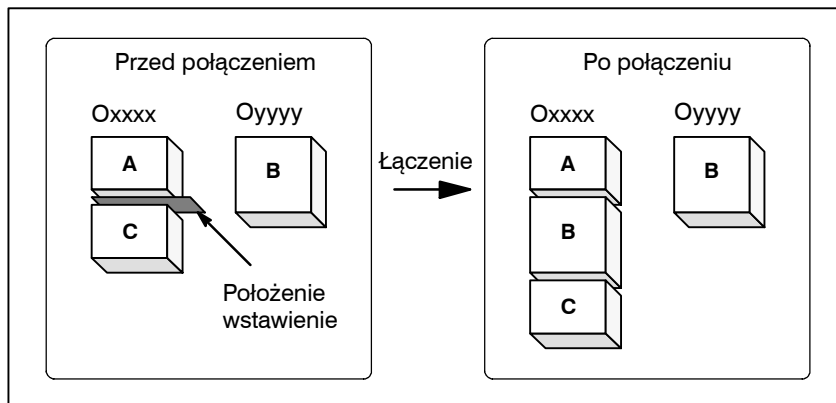 Przed połączeniem
Oxxxx Oyyyy
A
B
C
Położenie
wstawienie
Łączenie
Po połączeniu
Oxxxx Oyyyy
A
B
B
C